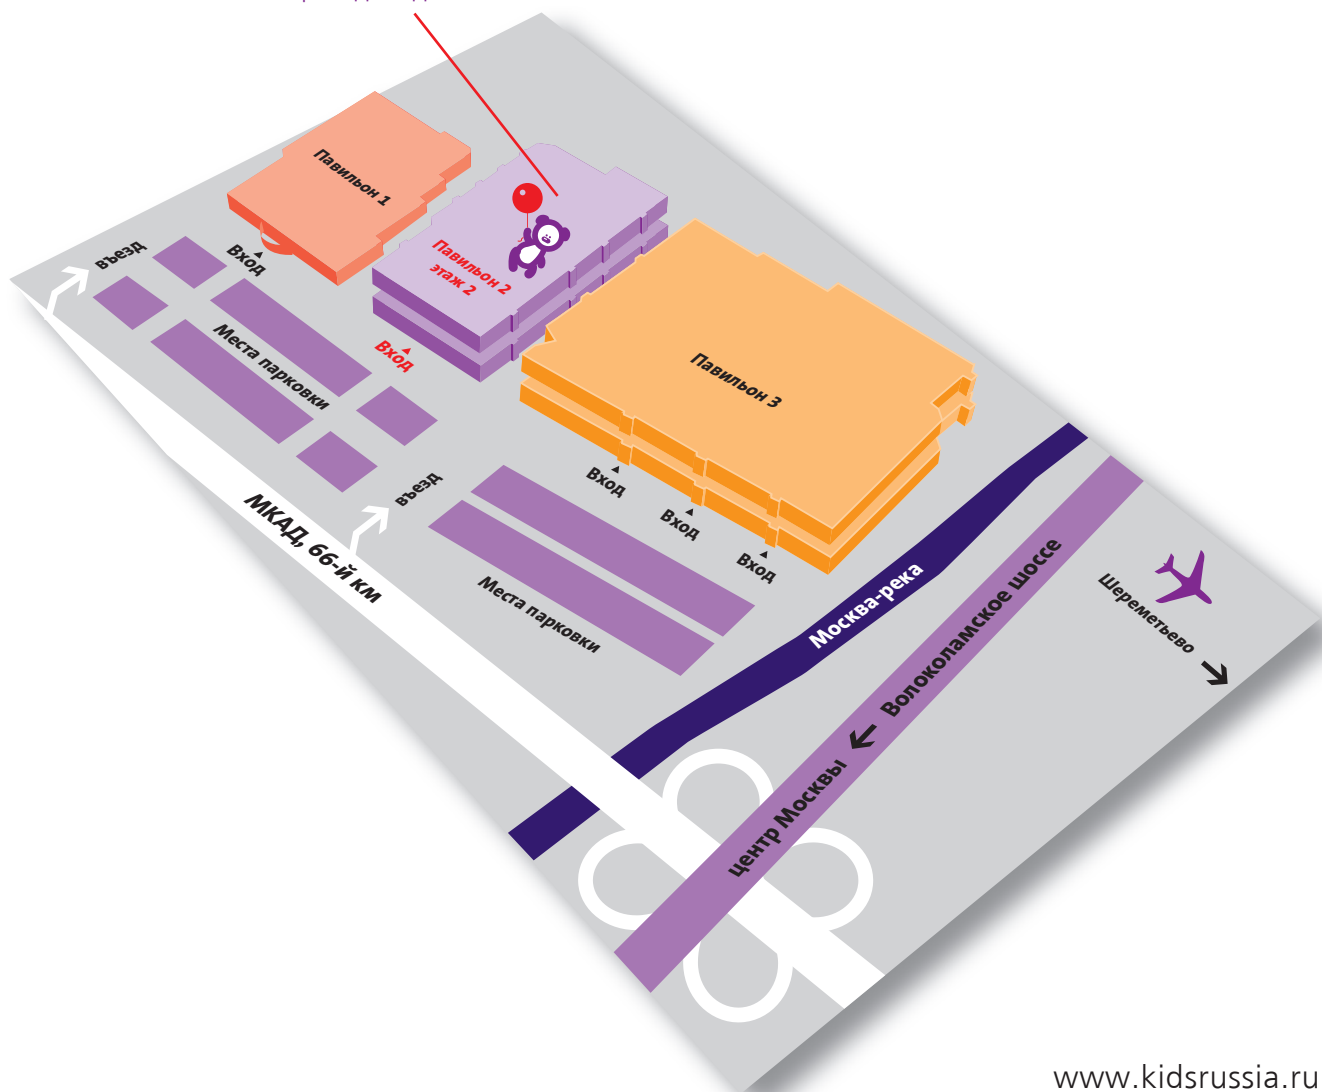 Павильон 1
Павильон 2
этаж 2
Павильон 3
въезд
Вход
Места парковки
Вход
въезд
Вход
Вход
Вход
Места парковки
МКАД, 66-й км
Москва-река
Волоколамское шоссе
центр Москвы
Шереметьево
www.kidsrussia.ru